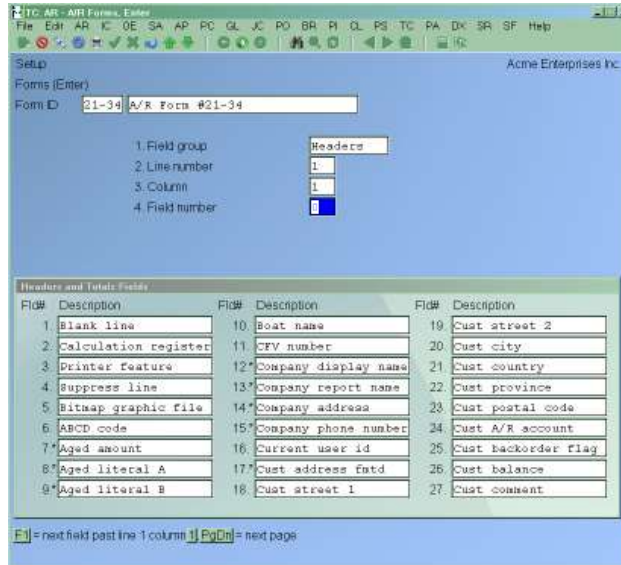 TC: AR - A/R Forms, Enter
File Edit AR IC OE SA AP PC GL JC PO BR PI CL PS TC PA DX SR SF Help
Setup Acme Enterprises Inc
Forms (Enter)
Form ID 21-34 A/R Form #21-34
1. Field group Headers
2. Line number 1
3. Column 1
4. Field number 0
Headers and Totals Fields
Fld# Description Fld# Description Fld# Description
1. Blank line 10. Boat name 19. Cust street 2
2. Calculation register 11. CFV number 20. Cust city
3. Printer feature 12.* Company display name 21. Cust country
4. Suppress line 13.* Company report name 22. Cust province
5. Bitmap graphic file 14.* Company address 23. Cust postal code
6. ABCD code 15.* Company phone number 24. Cust A/R account
7.* Aged amount 16. Current user id 25. Cust backorder flag
8.* Aged literal A 17.* Cust address fmtd 26. Cust balance
9.* Aged literal B 18. Cust street 1 27. Cust comment
F1 = next field past line 1 column 1, PgDn = next page